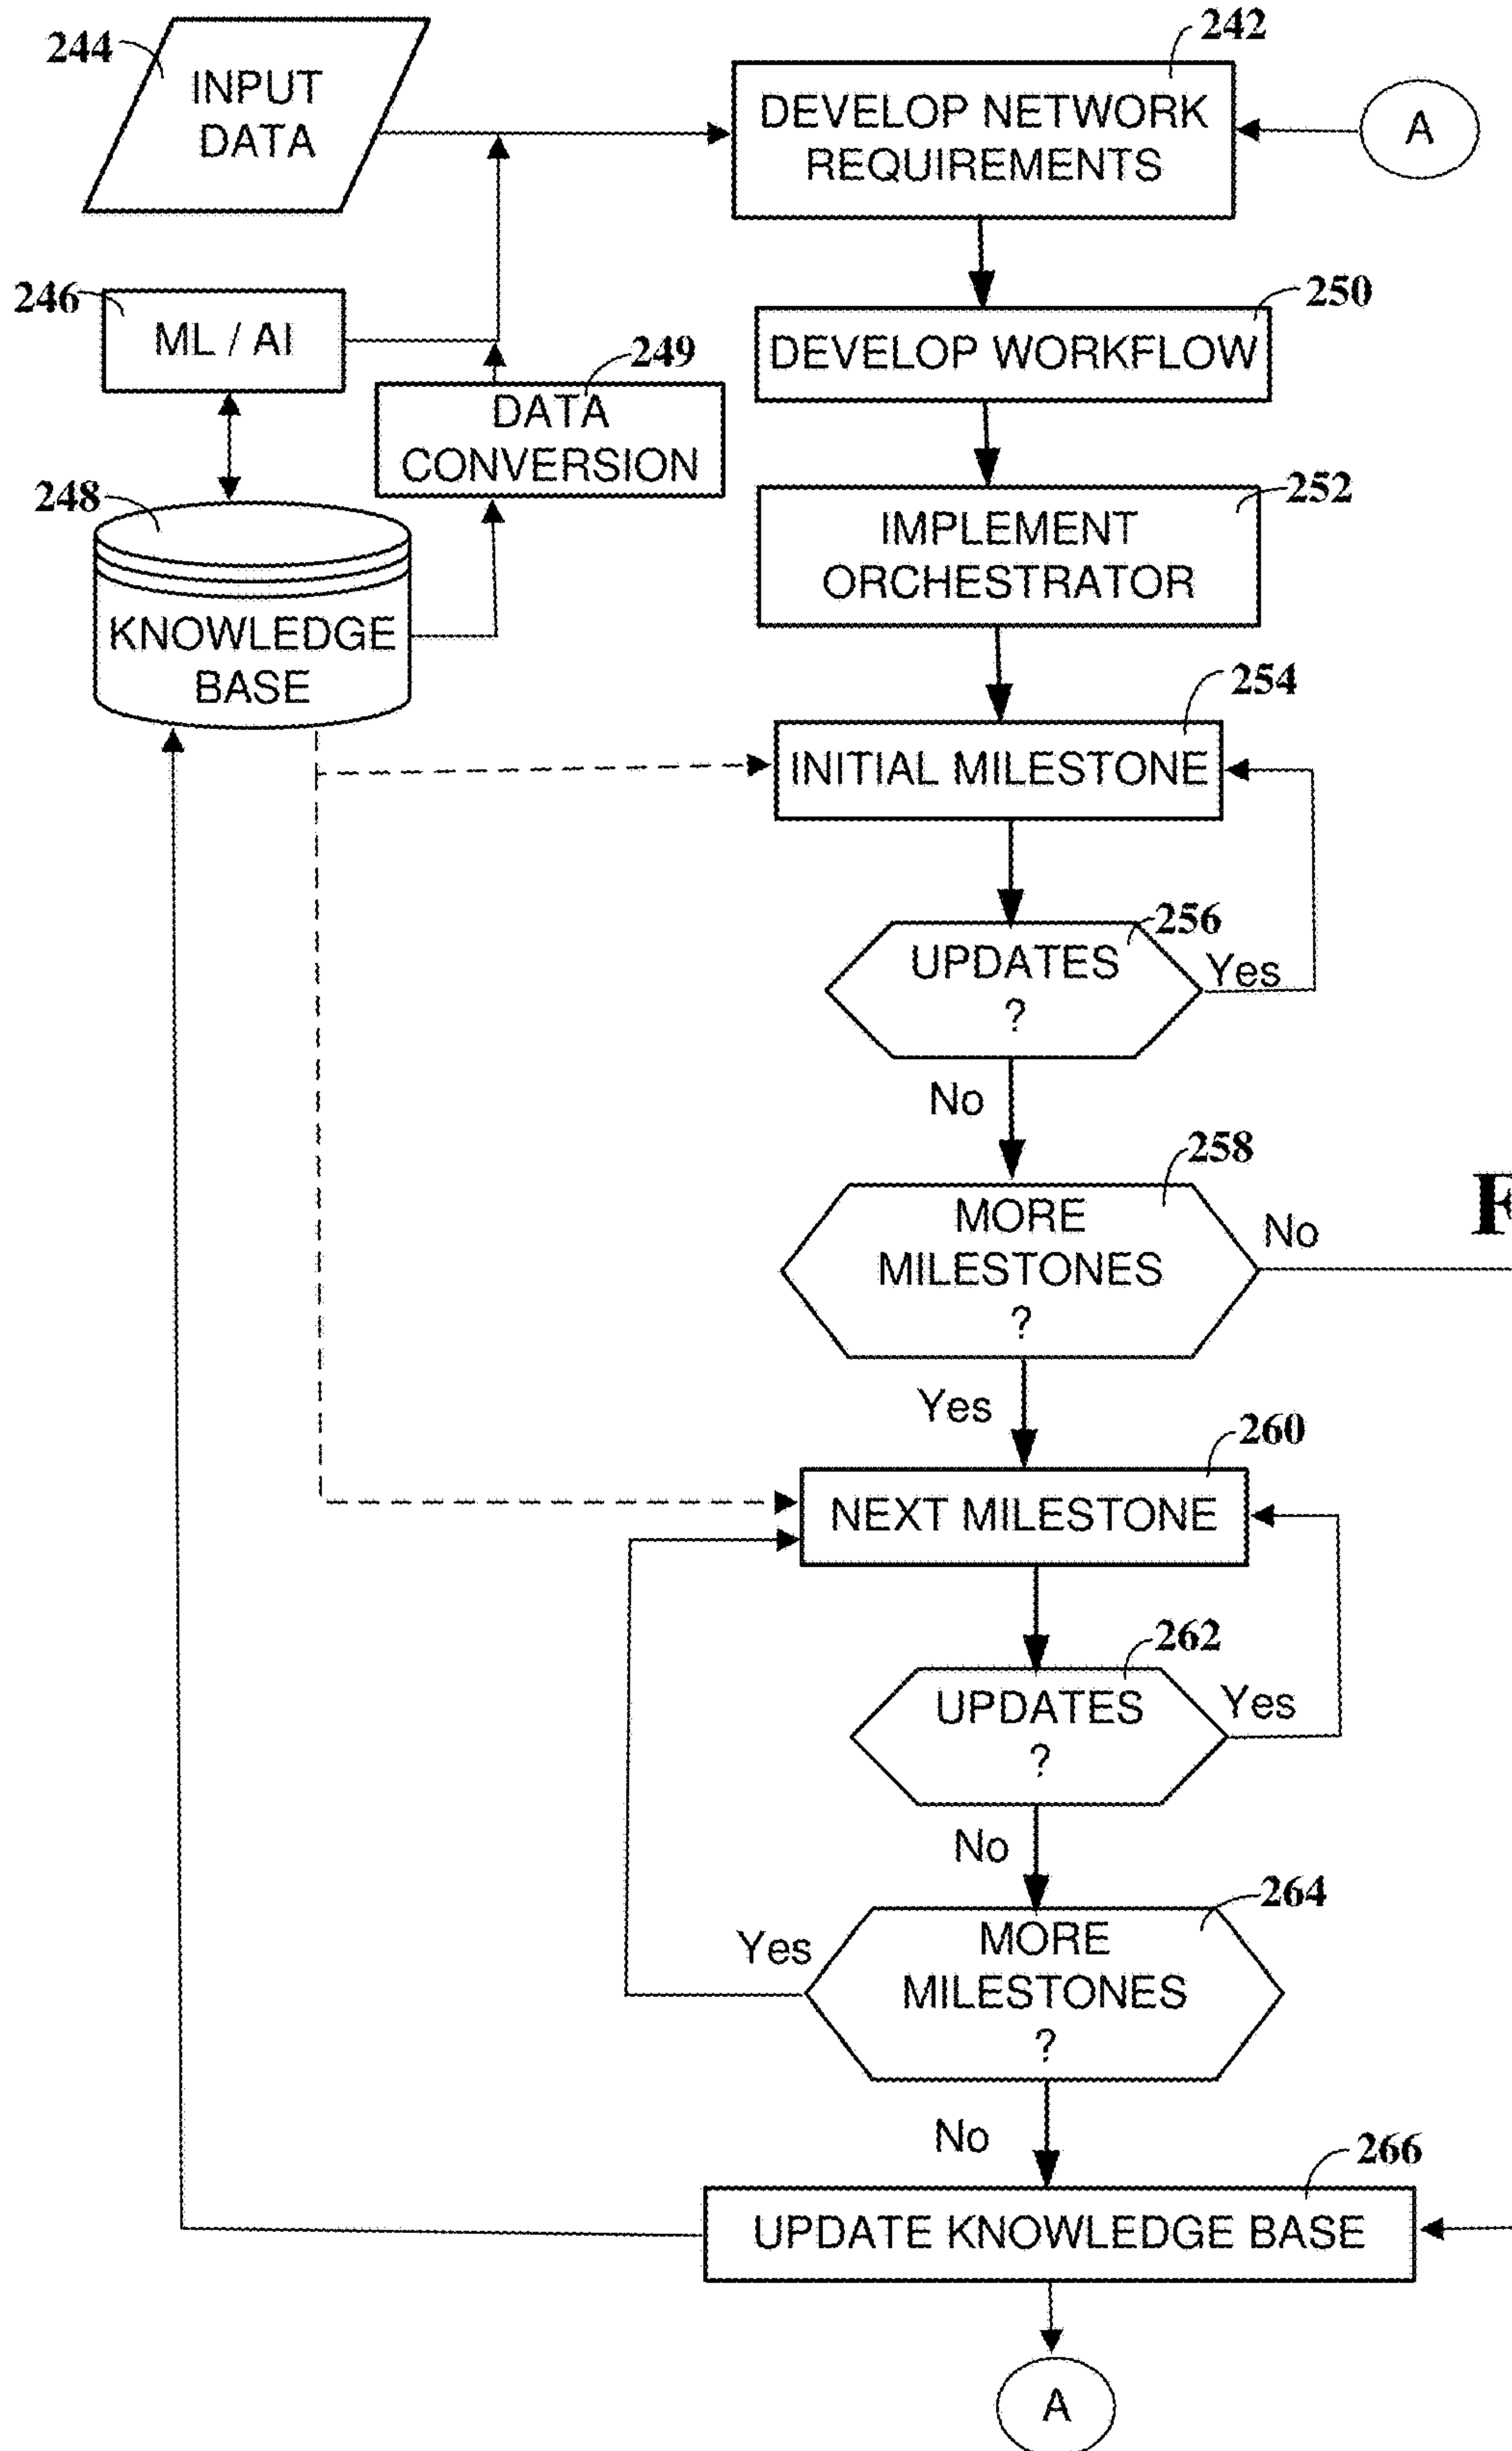 244
INPUT
DATA
242
DEVELOP NETWORK
REQUIREMENTS
A
246
ML / AI
249
DATA
CONVERSION
250
DEVELOP WORKFLOW
248
KNOWLEDGE
BASE
252
IMPLEMENT
ORCHESTRATOR
254
INITIAL MILESTONE
256
UPDATES
?
Yes
No
258
MORE
MILESTONES
?
No
Yes
260
NEXT MILESTONE
262
UPDATES
?
Yes
No
264
MORE
MILESTONES
?
Yes
No
266
UPDATE KNOWLEDGE BASE
A